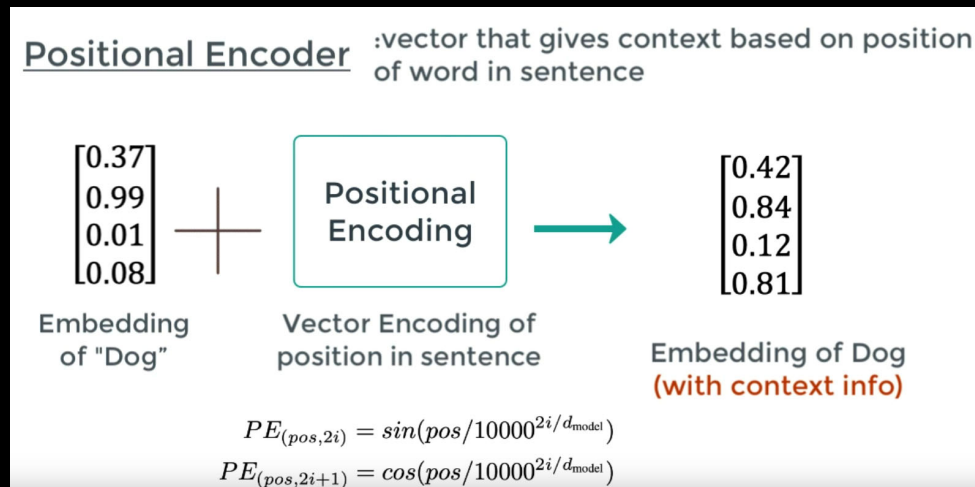 Positional Encoder
:vector that gives context based on position
of word in sentence
[0.37]
0.99
0.01
[0.08]
+
Positional
Encoding
[0.42]
0.84
0.12
[0.81]
Embedding
of "Dog”
Vector Encoding of
position in sentence
Embedding of Dog
(with context info)
PE(pos,2i) = sin(pos/10000^2i/dmodel)
PE(pos,2i+1) = cos(pos/10000^2i/dmodel)